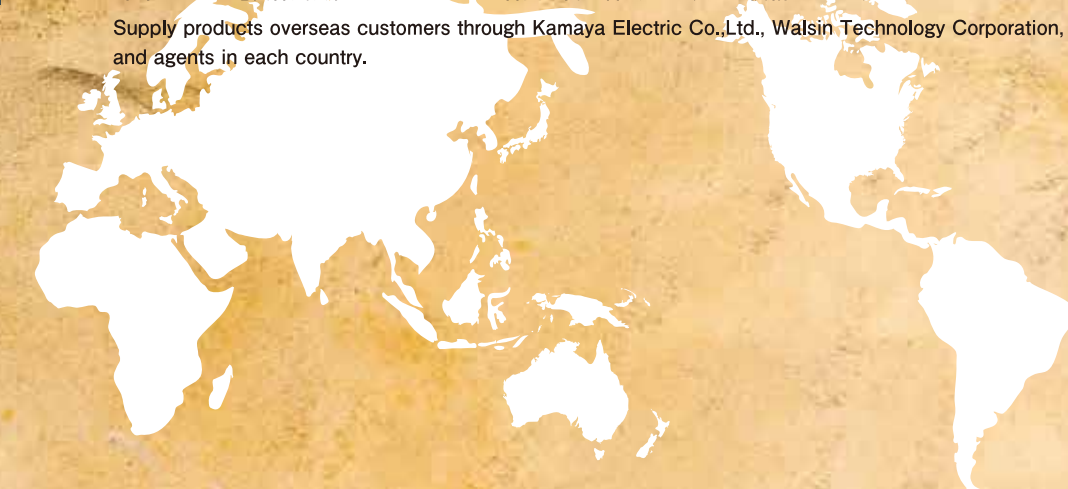 Supply products overseas customers through Kamaya Electric Co.,Ltd., Walsin Technology Corporation,
and agents in each country.